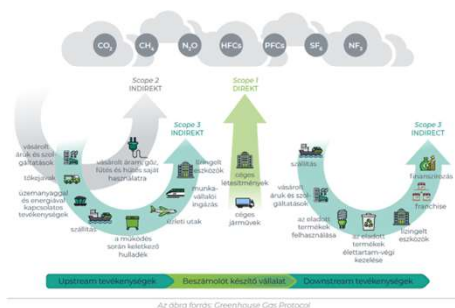 CO₂ CH₄ N₂O HFCs PFCs SF₆ NF₃
Scope 2
INDIREKT
Scope 1
DIREKT
Scope 3
INDIREKT
Scope 3
INDIRECT
vásárolt
áruk és szol-
gáltatások
tőkejavak
üzemanyaggal
és energiával
kapcsolatos
tevékenységek
szállítás
a működés
során keletkező
hulladék
üzleti utak
munka-
vállalói
ingázás
lízingelt
eszközök
vásárolt áram, gőz,
fűtés és hűtés saját
használatra
céges
létesítmények
céges
járművek
szállítás
vásárolt
áruk és szol-
gáltatások
az eladott
termékek
felhasználása
az eladott
termékek
élettartam-végi
kezelése
lízingelt
eszközök
franchise
finanszírozás
Upstream tevékenységek
Beszámolót készítő vállalat
Downstream tevékenységek
Az ábra forrás: Greenhouse Gas Protocol